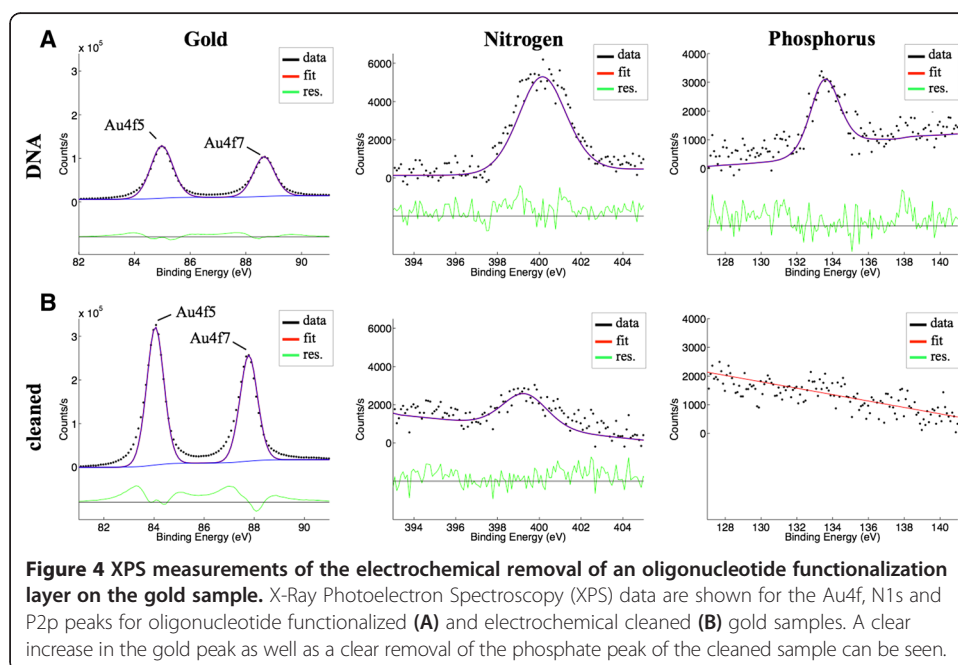 A
Gold
Nitrogen
Phosphorus
DNA
x 10⁵
3
2
1
0
Counts/s
Au4f5
Au4f7
data
fit
res.
82 84 86 88 90
Binding Energy (eV)
6000
4000
2000
0
Counts/s
data
fit
res.
394 396 398 400 402 404
Binding Energy (eV)
4000
3000
2000
1000
0
Counts/s
data
fit
res.
128 130 132 134 136 138 140
Binding Energy (eV)
B
cleaned
x 10⁵
3
2
1
0
Counts/s
Au4f5
Au4f7
data
fit
res.
82 84 86 88 90
Binding Energy (eV)
6000
4000
2000
0
Counts/s
data
fit
res.
394 396 398 400 402 404
Binding Energy (eV)
4000
3000
2000
1000
0
Counts/s
data
fit
res.
128 130 132 134 136 138 140
Binding Energy (eV)
Figure 4 XPS measurements of the electrochemical removal of an oligonucleotide functionalization
layer on the gold sample. X-Ray Photoelectron Spectroscopy (XPS) data are shown for the Au4f, N1s and
P2p peaks for oligonucleotide functionalized (A) and electrochemical cleaned (B) gold samples. A clear
increase in the gold peak as well as a clear removal of the phosphate peak of the cleaned sample can be seen.